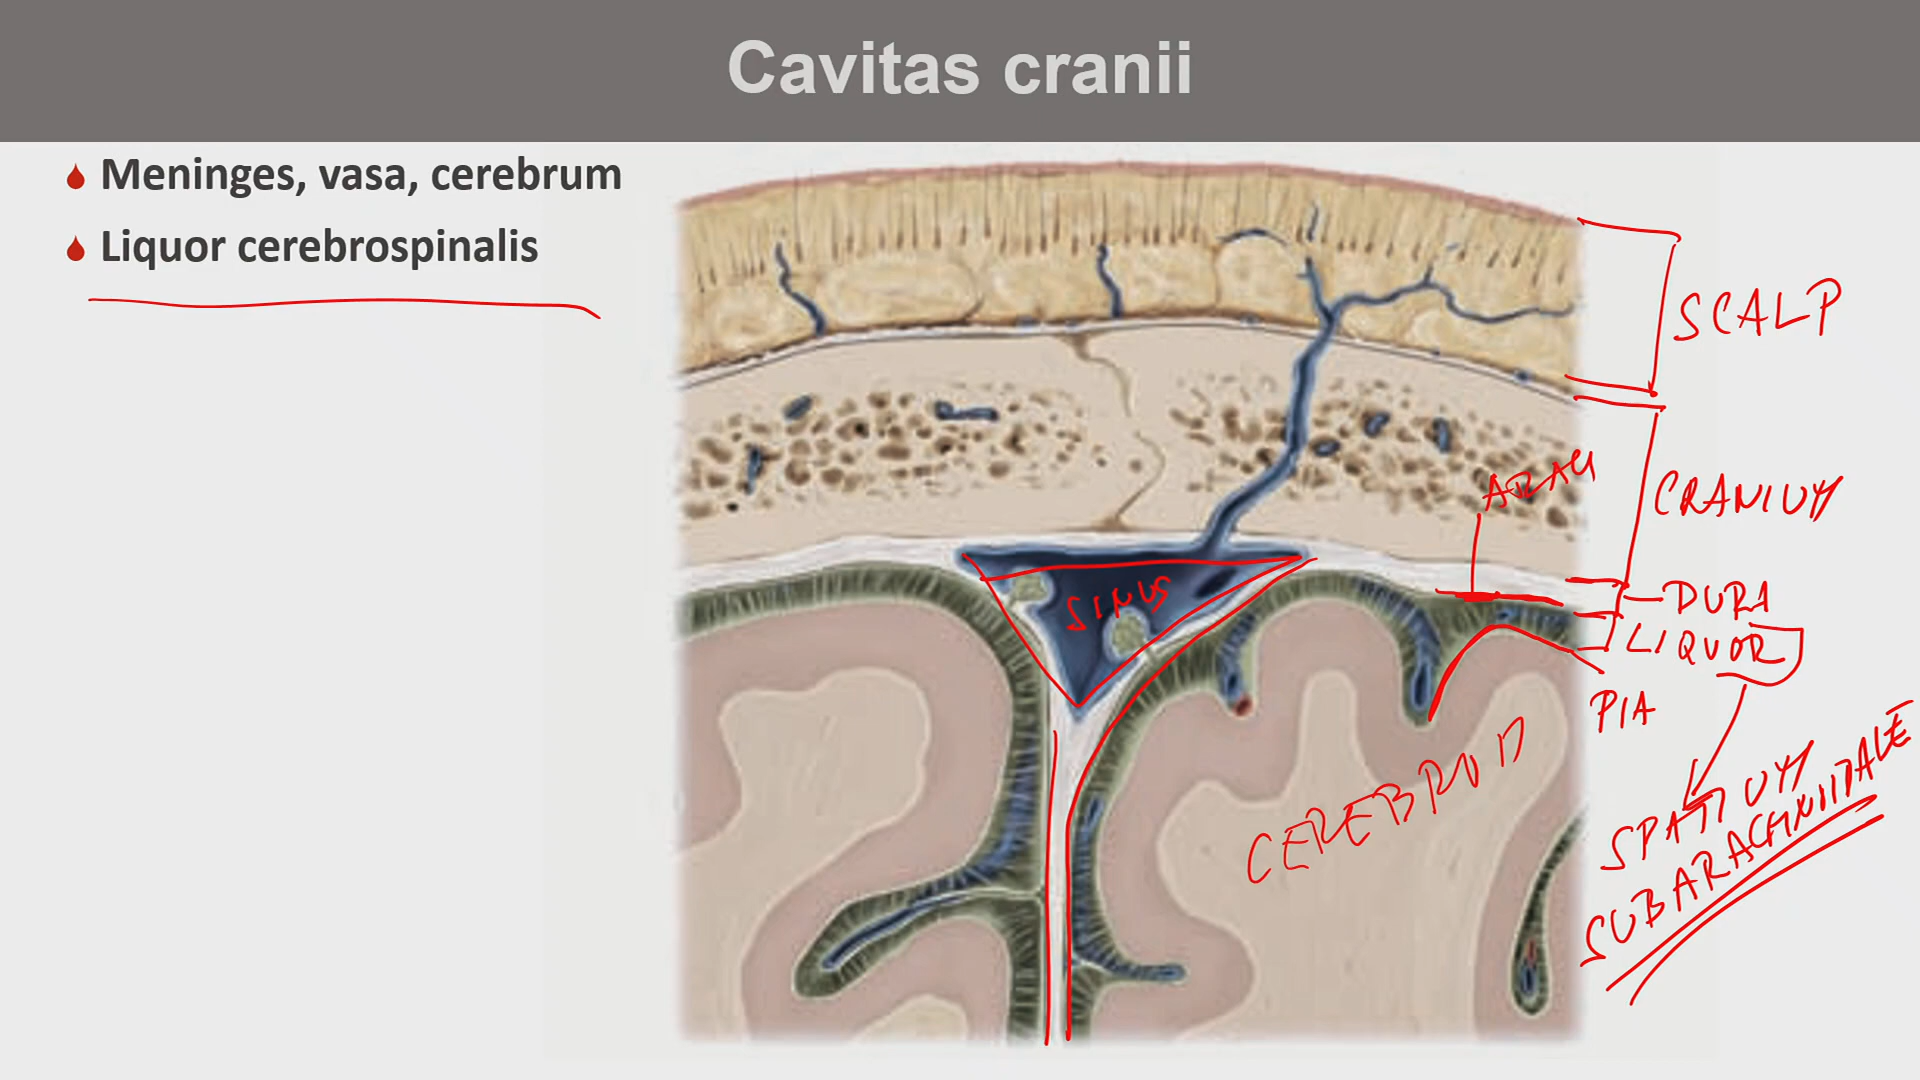 Cavitas cranii
Meninges, vasa, cerebrum
Liquor cerebrospinalis
SCALP
CRANIUM
ARACH
DURA
LIQUOR
PIA
SINUS
CEREBRUM
SPATIUM
SUBARACHNOIDALE